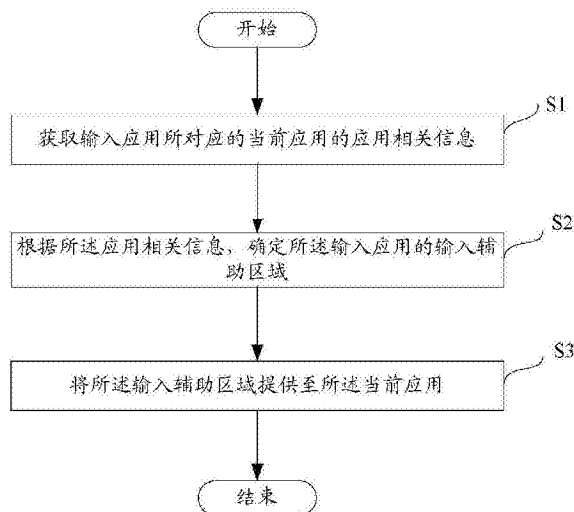 开始
S1
获取输入应用所对应的当前应用的应用相关信息
S2
根据所述应用相关信息，确定所述输入应用的输入辅
助区域
S3
将所述输入辅助区域提供至所述当前应用
结束